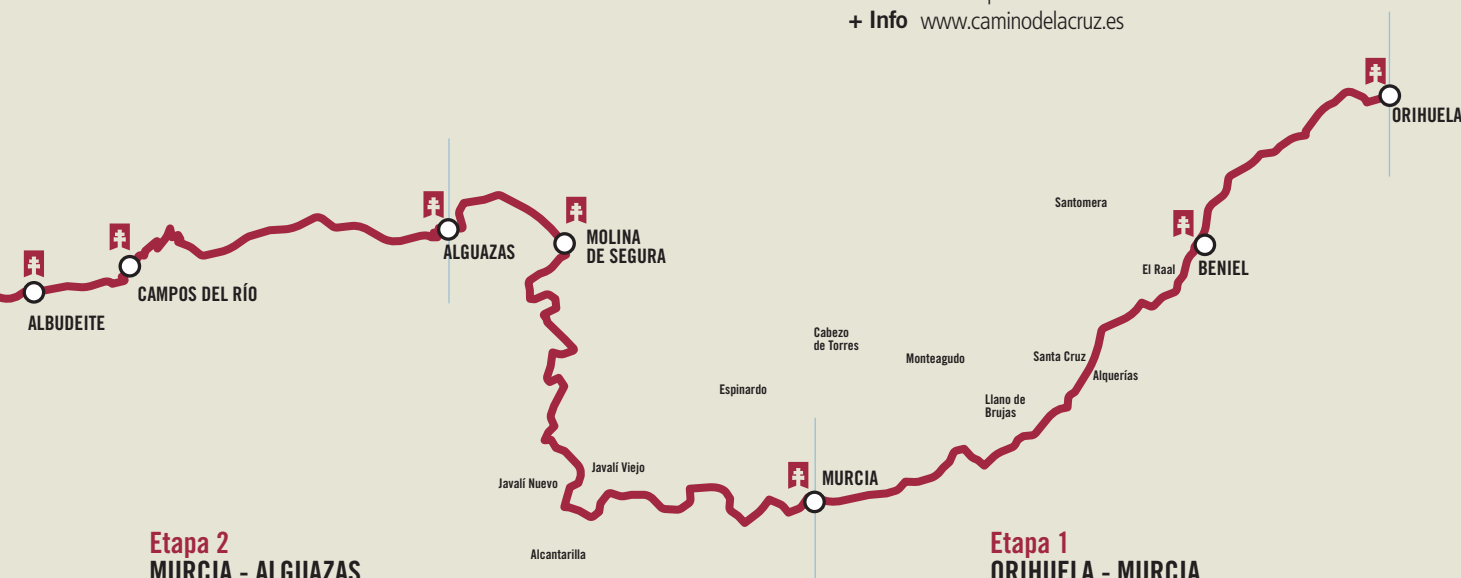 + Info www.caminodelacruz.es
ORIHUELA
Santomera
MOLINA
DE SEGURA
ALGUAZAS
BENIEL
El Raal
CAMPOS DEL RÍO
ALBUDEITE
Cabezo
de Torres
Monteagudo
Santa Cruz
Alquerías
Espinardo
Llano de
Brujas
Javalí Viejo
Javalí Nuevo
MURCIA
Alcantarilla
Etapa 2
MURCIA - ALGUAZAS
Etapa 1
ORIHUELA - MURCIA